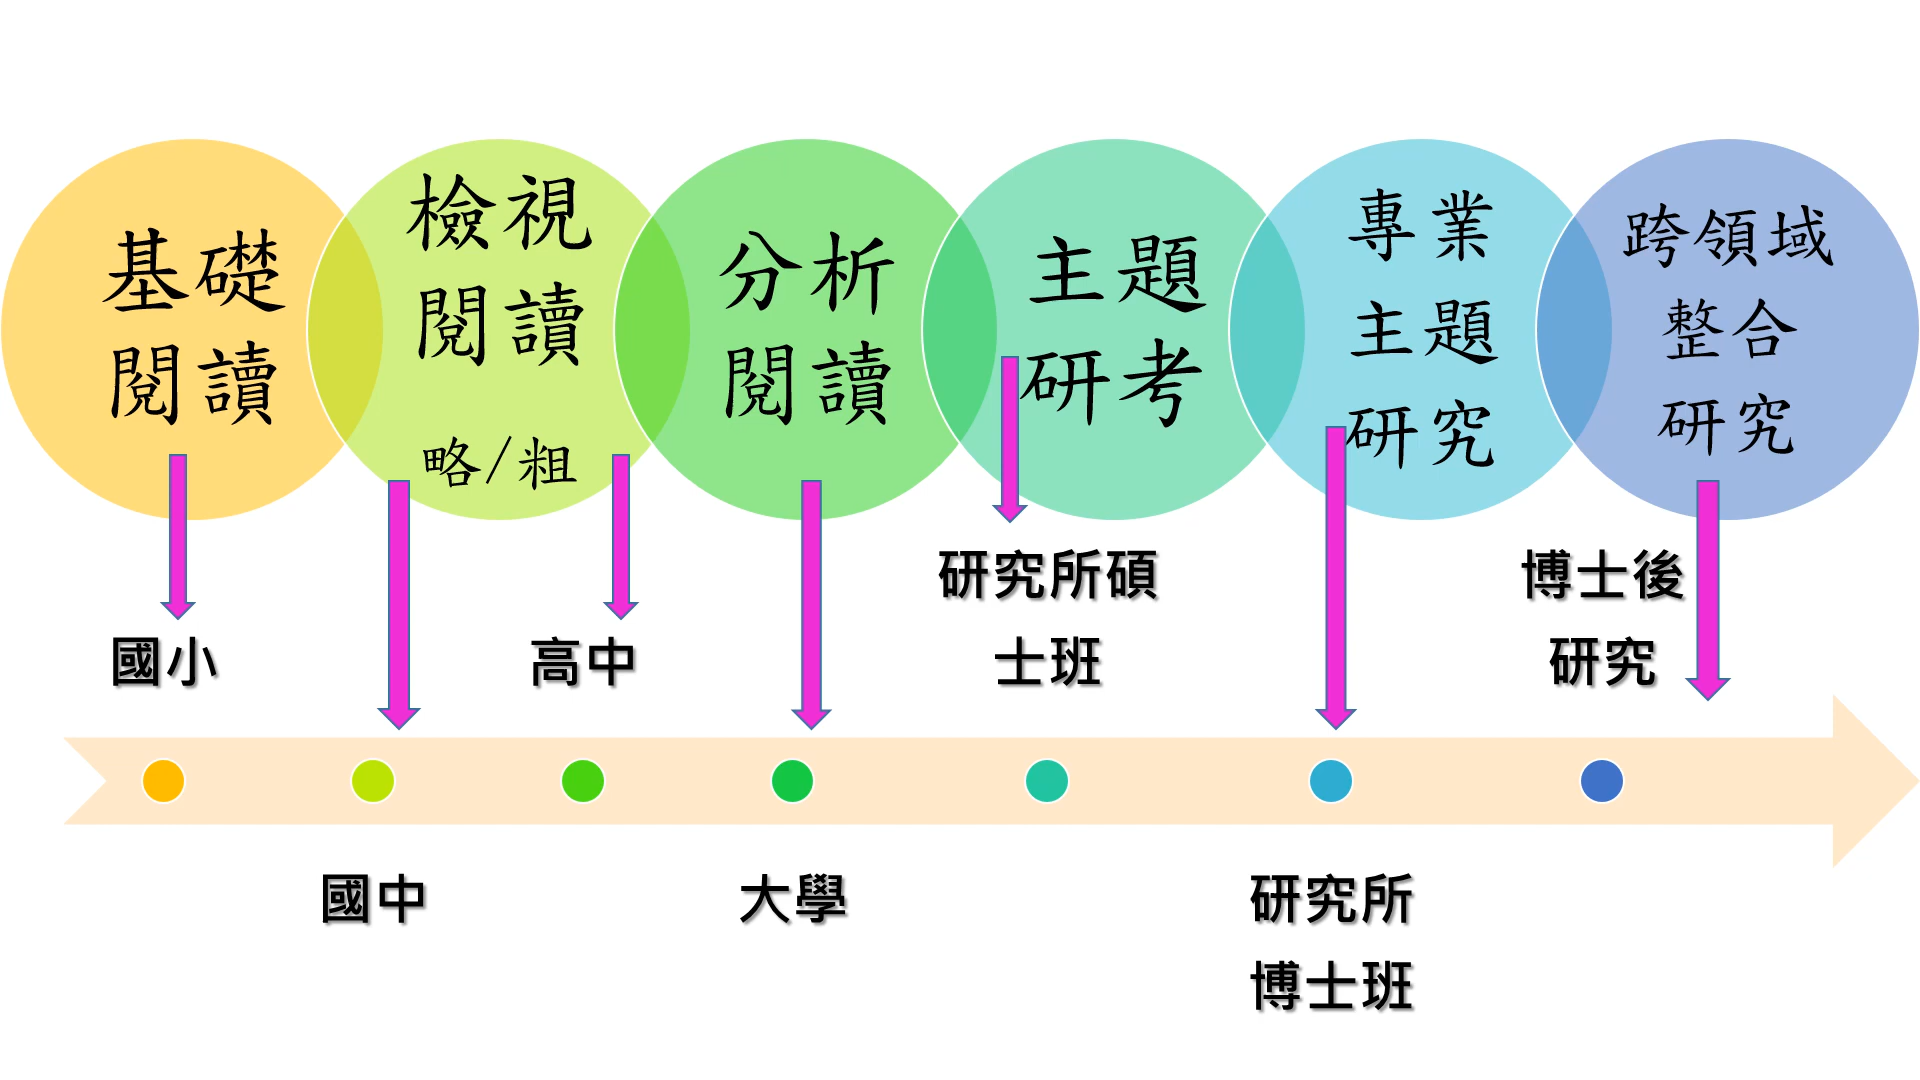 基礎
閱讀
檢視
閱讀
略/粗
分析
閱讀
主題
研考
專業
主題
研究
跨領域
整合
研究
國小
國中
高中
大學
研究所碩
士班
研究所
博士班
博士後
研究